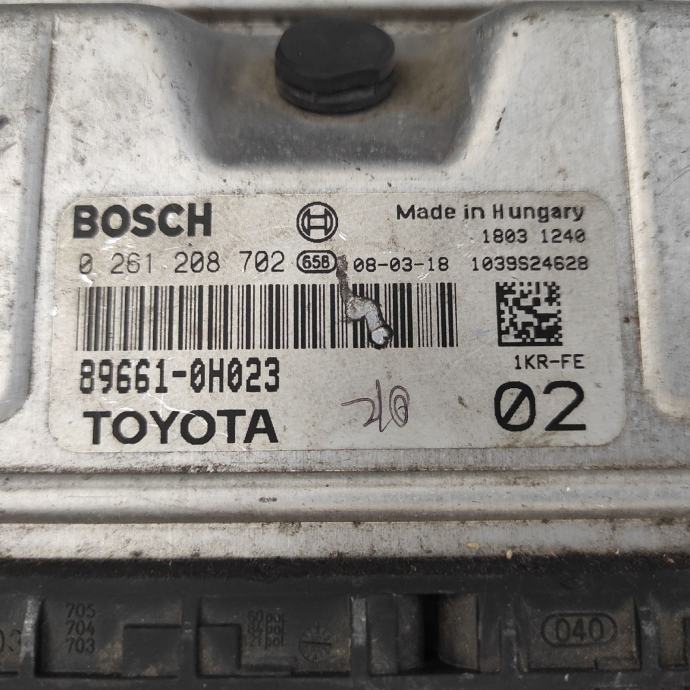 BOSCH
Made in Hungary
1803 1240
0 261 208 702 65B 08-03-18 1039S24628
89661-0H023
1KR-FE
TOYOTA
02
705
704
703
040